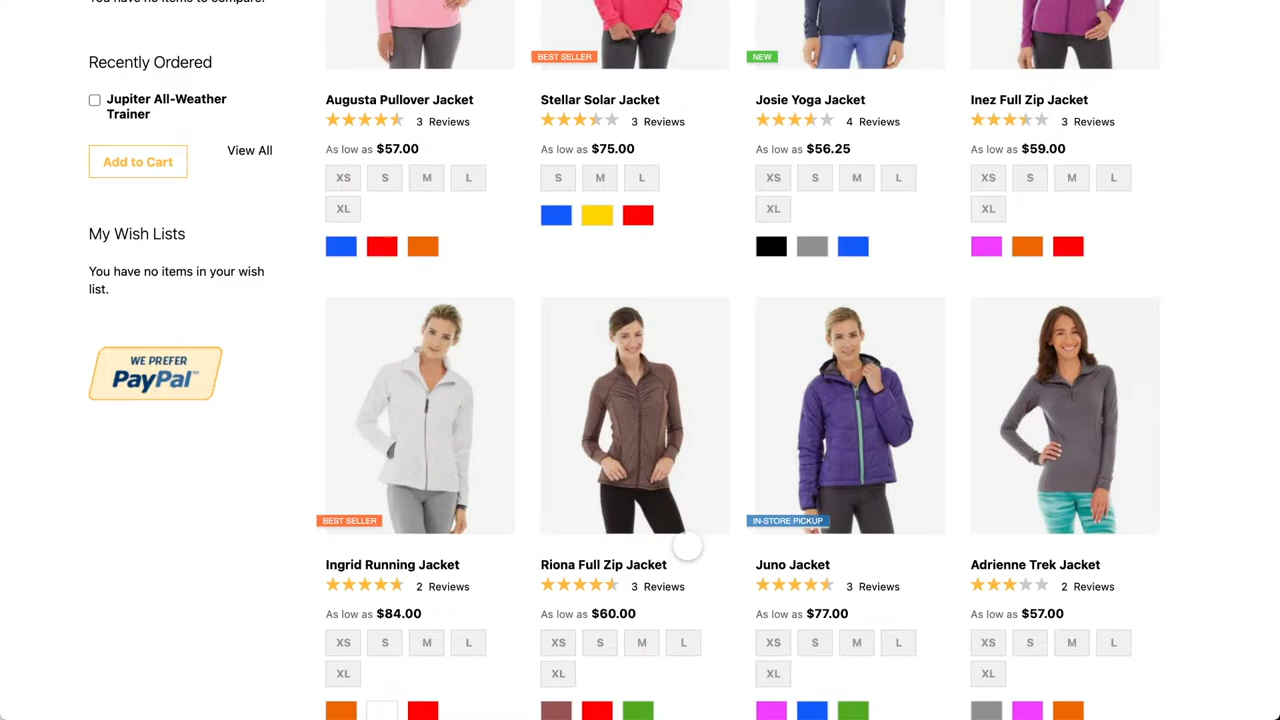 You have no items to compare.
Recently Ordered
Jupiter All-Weather
Trainer
Add to Cart
View All
My Wish Lists
You have no items in your wish
list.
WE PREFER
PayPal™
BEST SELLER
NEW
Augusta Pullover Jacket
3 Reviews
As low as $57.00
XS S M L
XL
Stellar Solar Jacket
3 Reviews
As low as $75.00
S M L
Josie Yoga Jacket
4 Reviews
As low as $56.25
XS S M L
XL
Inez Full Zip Jacket
3 Reviews
As low as $59.00
XS S M L
XL
BEST SELLER
Ingrid Running Jacket
2 Reviews
As low as $84.00
XS S M L
XL
Riona Full Zip Jacket
3 Reviews
As low as $60.00
XS S M L
XL
IN-STORE PICKUP
Juno Jacket
3 Reviews
As low as $77.00
XS S M L
XL
Adrienne Trek Jacket
2 Reviews
As low as $57.00
XS S M L
XL